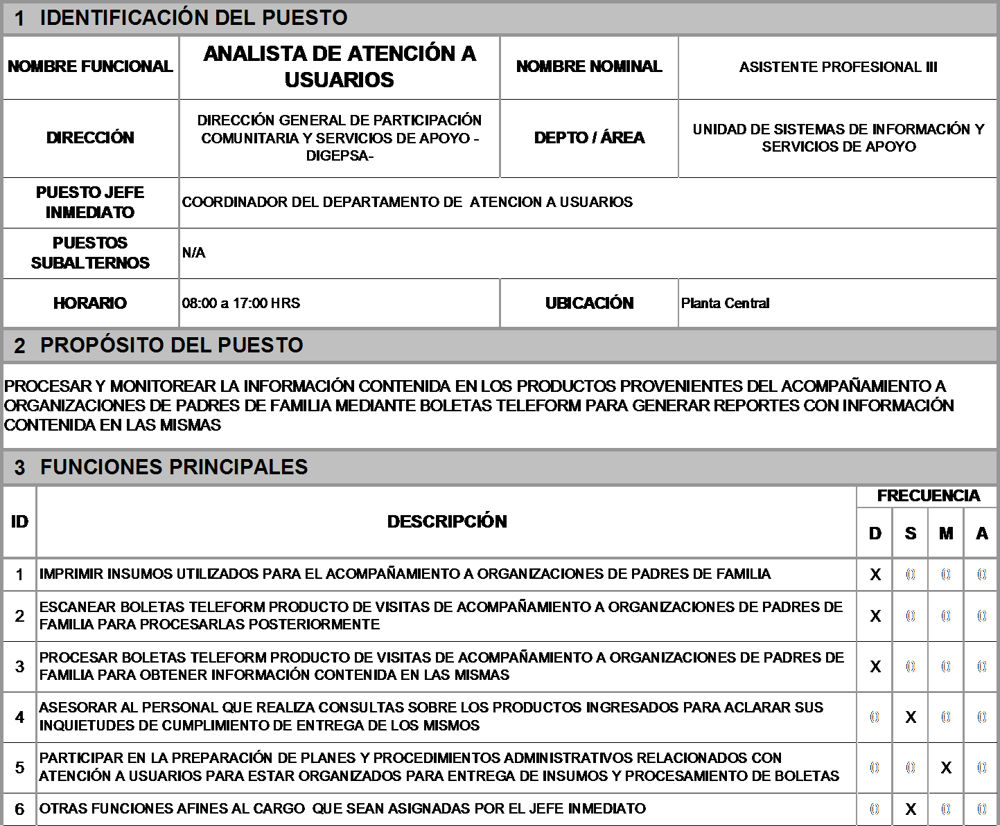 1 IDENTIFICACIÓN DEL PUESTO
NOMBRE FUNCIONAL
ANALISTA DE ATENCIÓN A
USUARIOS
NOMBRE NOMINAL
ASISTENTE PROFESIONAL III
DIRECCIÓN
DIRECCIÓN GENERAL DE PARTICIPACIÓN
COMUNITARIA Y SERVICIOS DE APOYO -
DIGEPSA-
DEPTO / ÁREA
UNIDAD DE SISTEMAS DE INFORMACIÓN Y
SERVICIOS DE APOYO
PUESTO JEFE
INMEDIATO
COORDINADOR DEL DEPARTAMENTO DE  ATENCION A USUARIOS
PUESTOS
SUBALTERNOS
N/A
HORARIO
08:00 a 17:00 HRS
UBICACIÓN
Planta Central
2 PROPÓSITO DEL PUESTO
PROCESAR Y MONITOREAR LA INFORMACIÓN CONTENIDA EN LOS PRODUCTOS PROVENIENTES DEL ACOMPAÑAMIENTO A
ORGANIZACIONES DE PADRES DE FAMILIA MEDIANTE BOLETAS TELEFORM PARA GENERAR REPORTES CON INFORMACIÓN
CONTENIDA EN LAS MISMAS
3 FUNCIONES PRINCIPALES
ID
DESCRIPCIÓN
FRECUENCIA
D S M A
1 IMPRIMIR INSUMOS UTILIZADOS PARA EL ACOMPAÑAMIENTO A ORGANIZACIONES DE PADRES DE FAMILIA X 0 0 0
2 ESCANEAR BOLETAS TELEFORM PRODUCTO DE VISITAS DE ACOMPAÑAMIENTO A ORGANIZACIONES DE PADRES DE
FAMILIA PARA PROCESARLAS POSTERIORMENTE X 0 0 0
3 PROCESAR BOLETAS TELEFORM PRODUCTO DE VISITAS DE ACOMPAÑAMIENTO A ORGANIZACIONES DE PADRES DE
FAMILIA PARA OBTENER INFORMACIÓN CONTENIDA EN LAS MISMAS X 0 0 0
4 ASESORAR AL PERSONAL QUE REALIZA CONSULTAS SOBRE LOS PRODUCTOS INGRESADOS PARA ACLARAR SUS
INQUIETUDES DE CUMPLIMIENTO DE ENTREGA DE LOS MISMOS 0 X 0 0
5 PARTICIPAR EN LA PREPARACIÓN DE PLANES Y PROCEDIMIENTOS ADMINISTRATIVOS RELACIONADOS CON
ATENCIÓN A USUARIOS PARA ESTAR ORGANIZADOS PARA ENTREGA DE INSUMOS Y PROCESAMIENTO DE BOLETAS 0 0 X 0
6 OTRAS FUNCIONES AFINES AL CARGO  QUE SEAN ASIGNADAS POR EL JEFE INMEDIATO 0 X 0 0